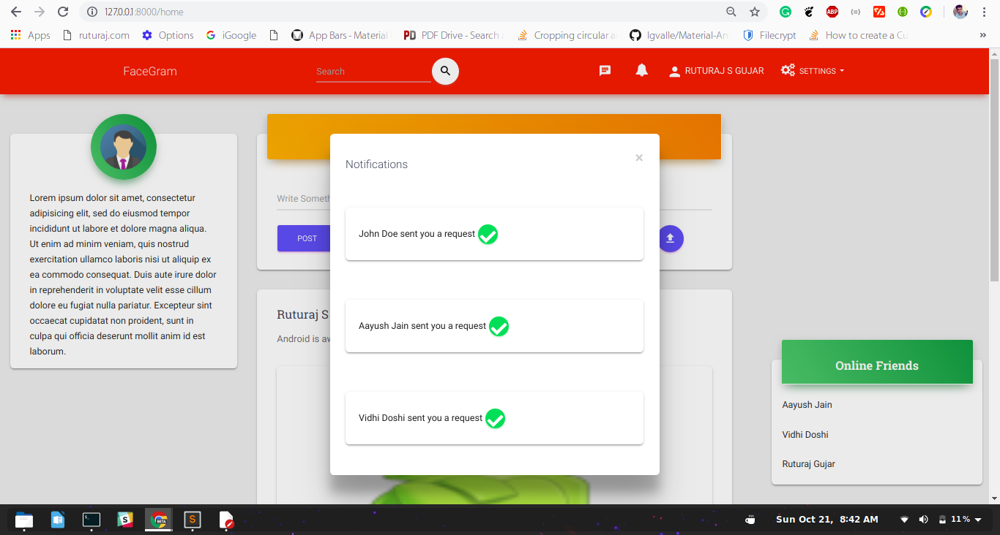 127.0.0.1:8000/home
Apps ruturaj.com Options iGoogle App Bars - Material PDF Drive - Search Cropping circular a lgvalle/Material-An Filecrypt How to create a Cu »
FaceGram Search RUTURAJ S GUJAR SETTINGS
Lorem ipsum dolor sit amet, consectetur
adipisicing elit, sed do eiusmod tempor
incididunt ut labore et dolore magna aliqua.
Ut enim ad minim veniam, quis nostrud
exercitation ullamco laboris nisi ut aliquip ex
ea commodo consequat. Duis aute irure dolor
in reprehenderit in voluptate velit esse cillum
dolore eu fugiat nulla pariatur. Excepteur sint
occaecat cupidatat non proident, sunt in
culpa qui officia deserunt mollit anim id est
laborum.
Write Someth
POST
Ruturaj S
Android is aw
Notifications ×
John Doe sent you a request
Aayush Jain sent you a request
Vidhi Doshi sent you a request
Online Friends
Aayush Jain
Vidhi Doshi
Ruturaj Gujar
Sun Oct 21, 8:42 AM 11 %